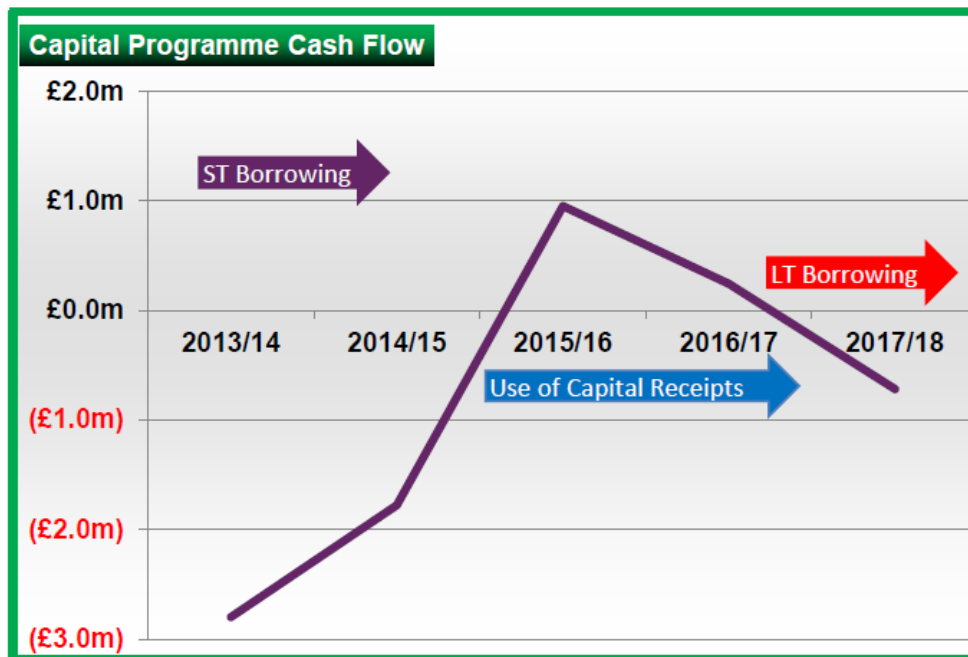 Capital Programme Cash Flow
£2.0m
ST Borrowing
£1.0m
LT Borrowing
£0.0m
2013/14 2014/15 2015/16 2016/17 2017/18
Use of Capital Receipts
(£1.0m)
(£2.0m)
(£3.0m)